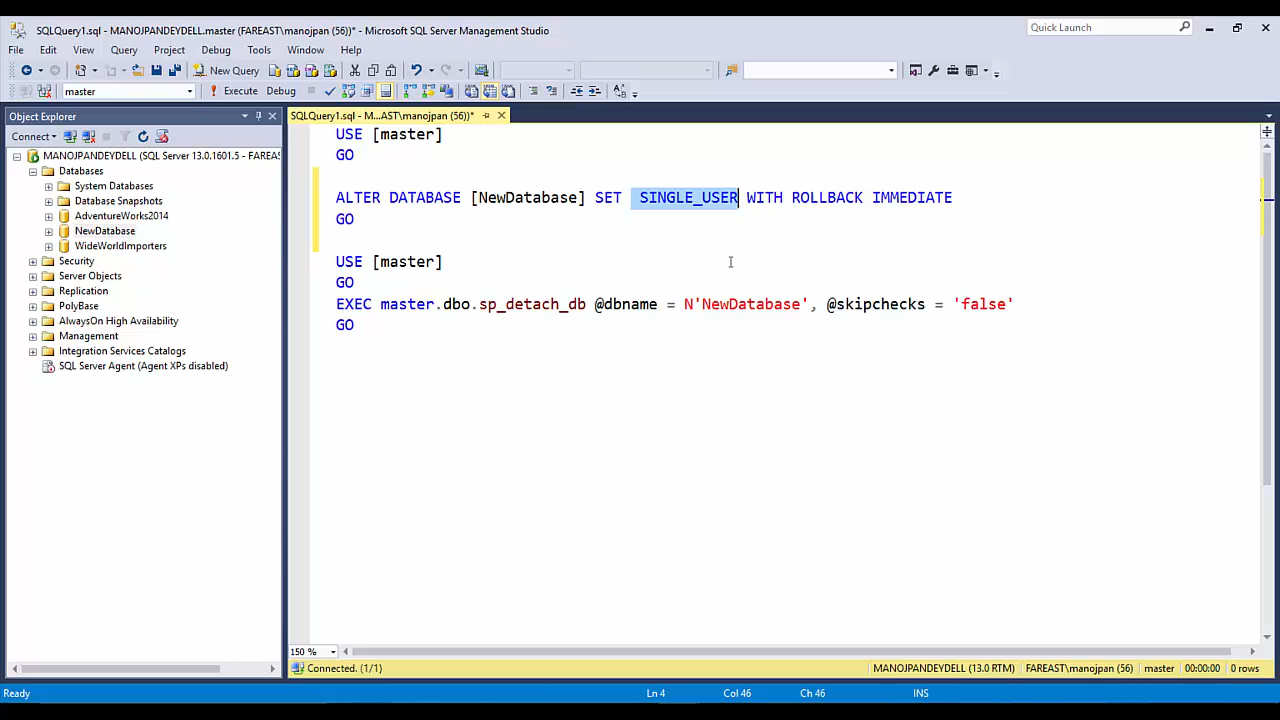 SQLQuery1.sql - MANOJPANDEYDELL.master (FAREAST\manojpan (56))* - Microsoft SQL Server Management Studio
Quick Launch
File Edit View Query Project Debug Tools Window Help
New Query
master Execute Debug
Object Explorer
Connect
MANOJPANDEYDELL (SQL Server 13.0.1601.5 - FAREAS
Databases
System Databases
Database Snapshots
AdventureWorks2014
NewDatabase
WideWorldImporters
Security
Server Objects
Replication
PolyBase
AlwaysOn High Availability
Management
Integration Services Catalogs
SQL Server Agent (Agent XPs disabled)
SQLQuery1.sql - M...AST\manojpan (56))*
USE [master]
GO
ALTER DATABASE [NewDatabase] SET  SINGLE_USER WITH ROLLBACK IMMEDIATE
GO
USE [master]
GO
EXEC master.dbo.sp_detach_db @dbname = N'NewDatabase', @skipchecks = 'false'
GO
150 %
Connected. (1/1)
MANOJPANDEYDELL (13.0 RTM) FAREAST\manojpan (56) master 00:00:00 0 rows
Ready Ln 4 Col 46 Ch 46 INS